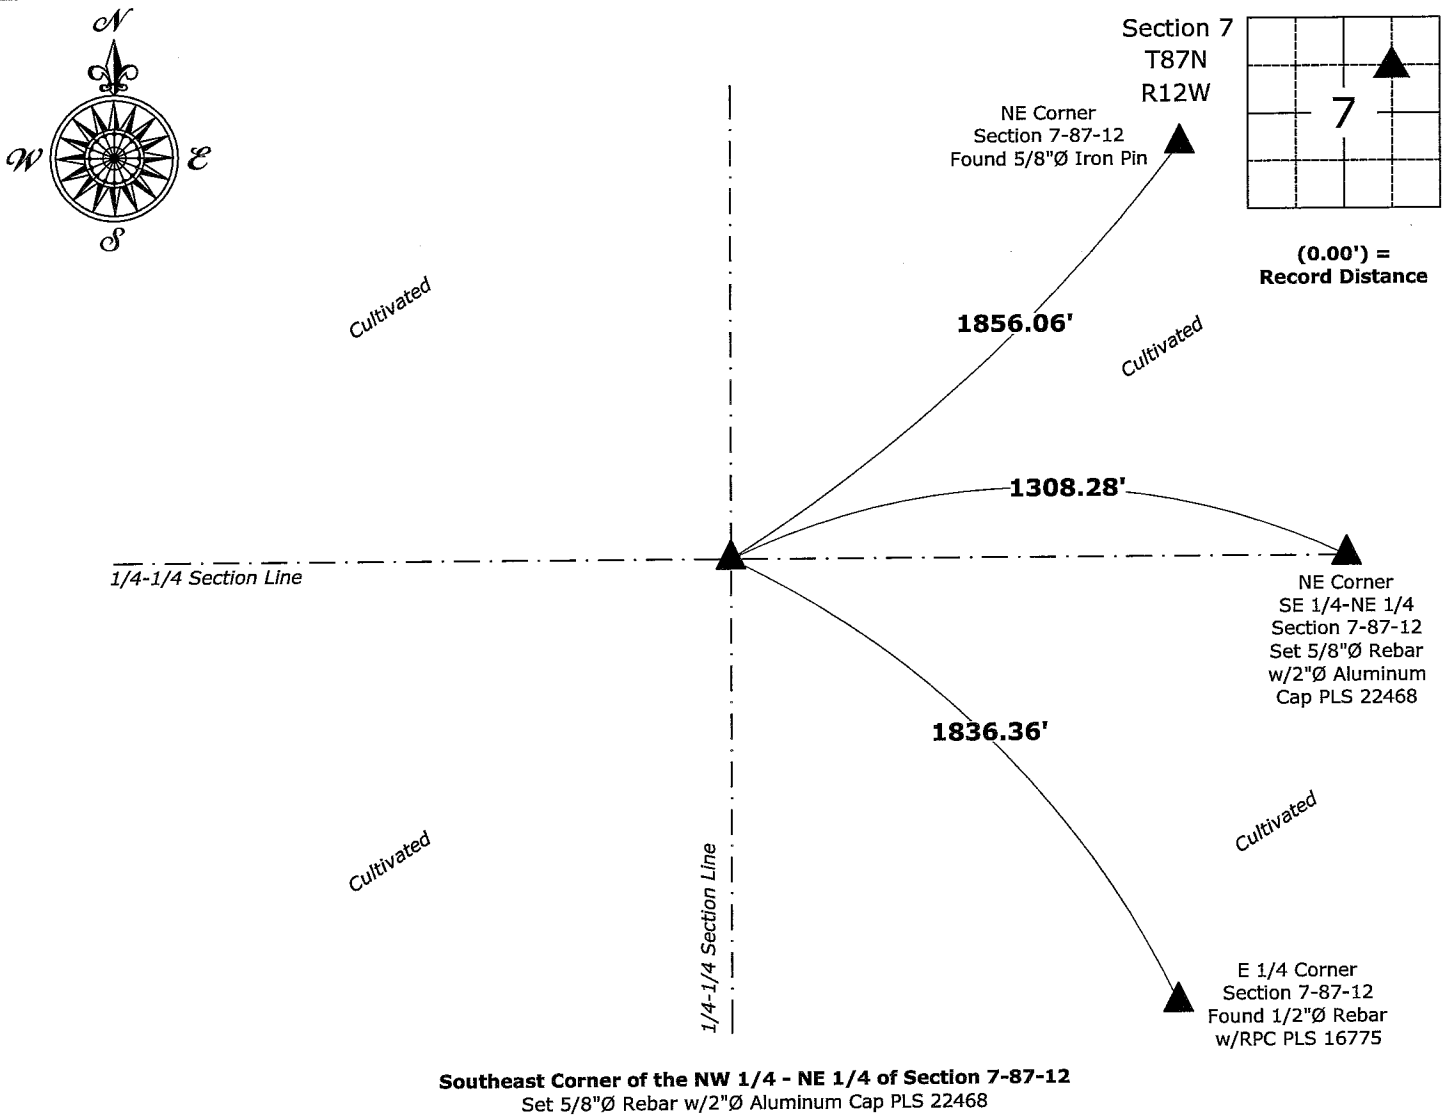 N
W
E
S
Section 7
T87N
R12W
7
(0.00') =
Record Distance
NE Corner
Section 7-87-12
Found 5/8"Ø Iron Pin
Cultivated
1856.06'
Cultivated
1308.28'
1/4-1/4 Section Line
NE Corner
SE 1/4-NE 1/4
Section 7-87-12
Set 5/8"Ø Rebar
w/2"Ø Aluminum
Cap PLS 22468
1836.36'
Cultivated
Cultivated
1/4-1/4 Section Line
E 1/4 Corner
Section 7-87-12
Found 1/2"Ø Rebar
w/RPC PLS 16775
Southeast Corner of the NW 1/4 - NE 1/4 of Section 7-87-12
Set 5/8"Ø Rebar w/2"Ø Aluminum Cap PLS 22468